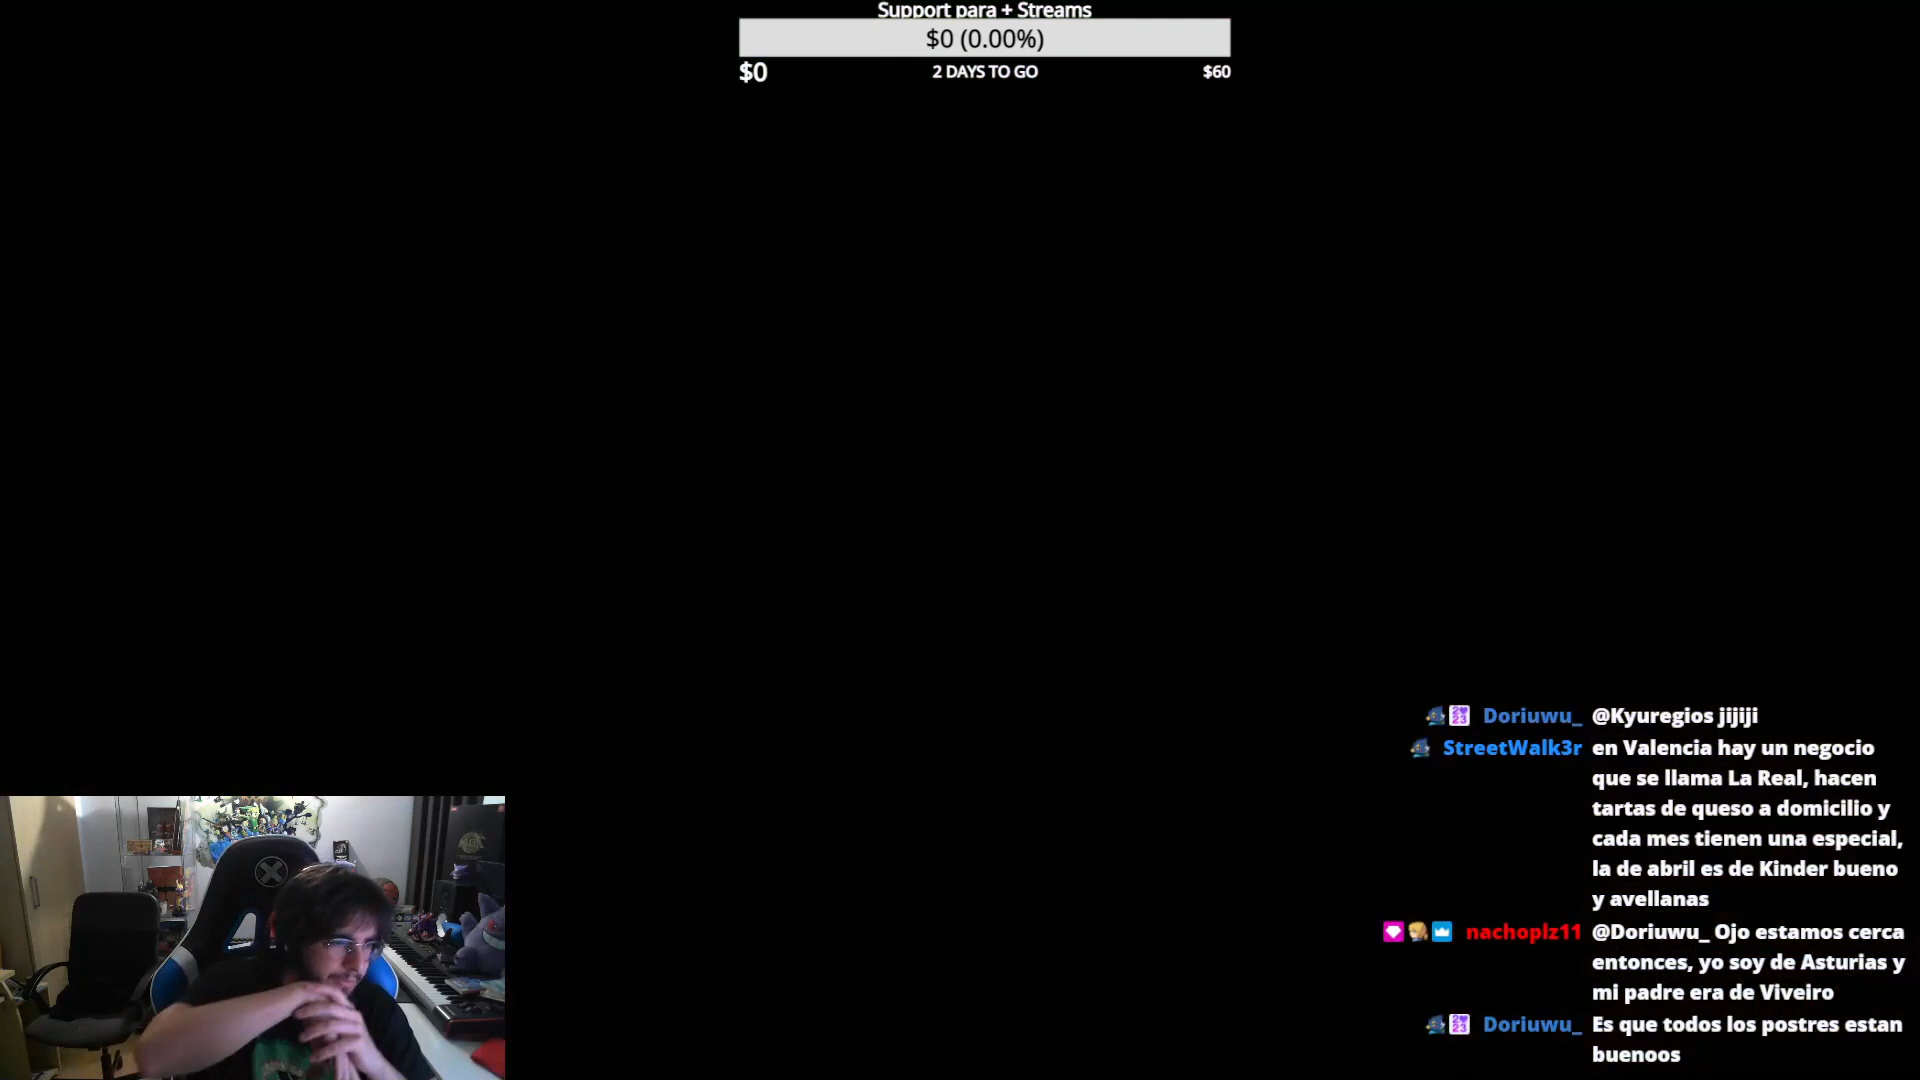 Support para + Streams
$0 (0.00%)
$0 2 DAYS TO GO $60
Doriuwu_ @Kyuregios jijiji
StreetWalk3r en Valencia hay un negocio
que se llama La Real, hacen
tartas de queso a domicilio y
cada mes tienen una especial,
la de abril es de Kinder bueno
y avellanas
nachoplz11 @Doriuwu_ Ojo estamos cerca
entonces, yo soy de Asturias y
mi padre era de Viveiro
Doriuwu_ Es que todos los postres estan
buenoos